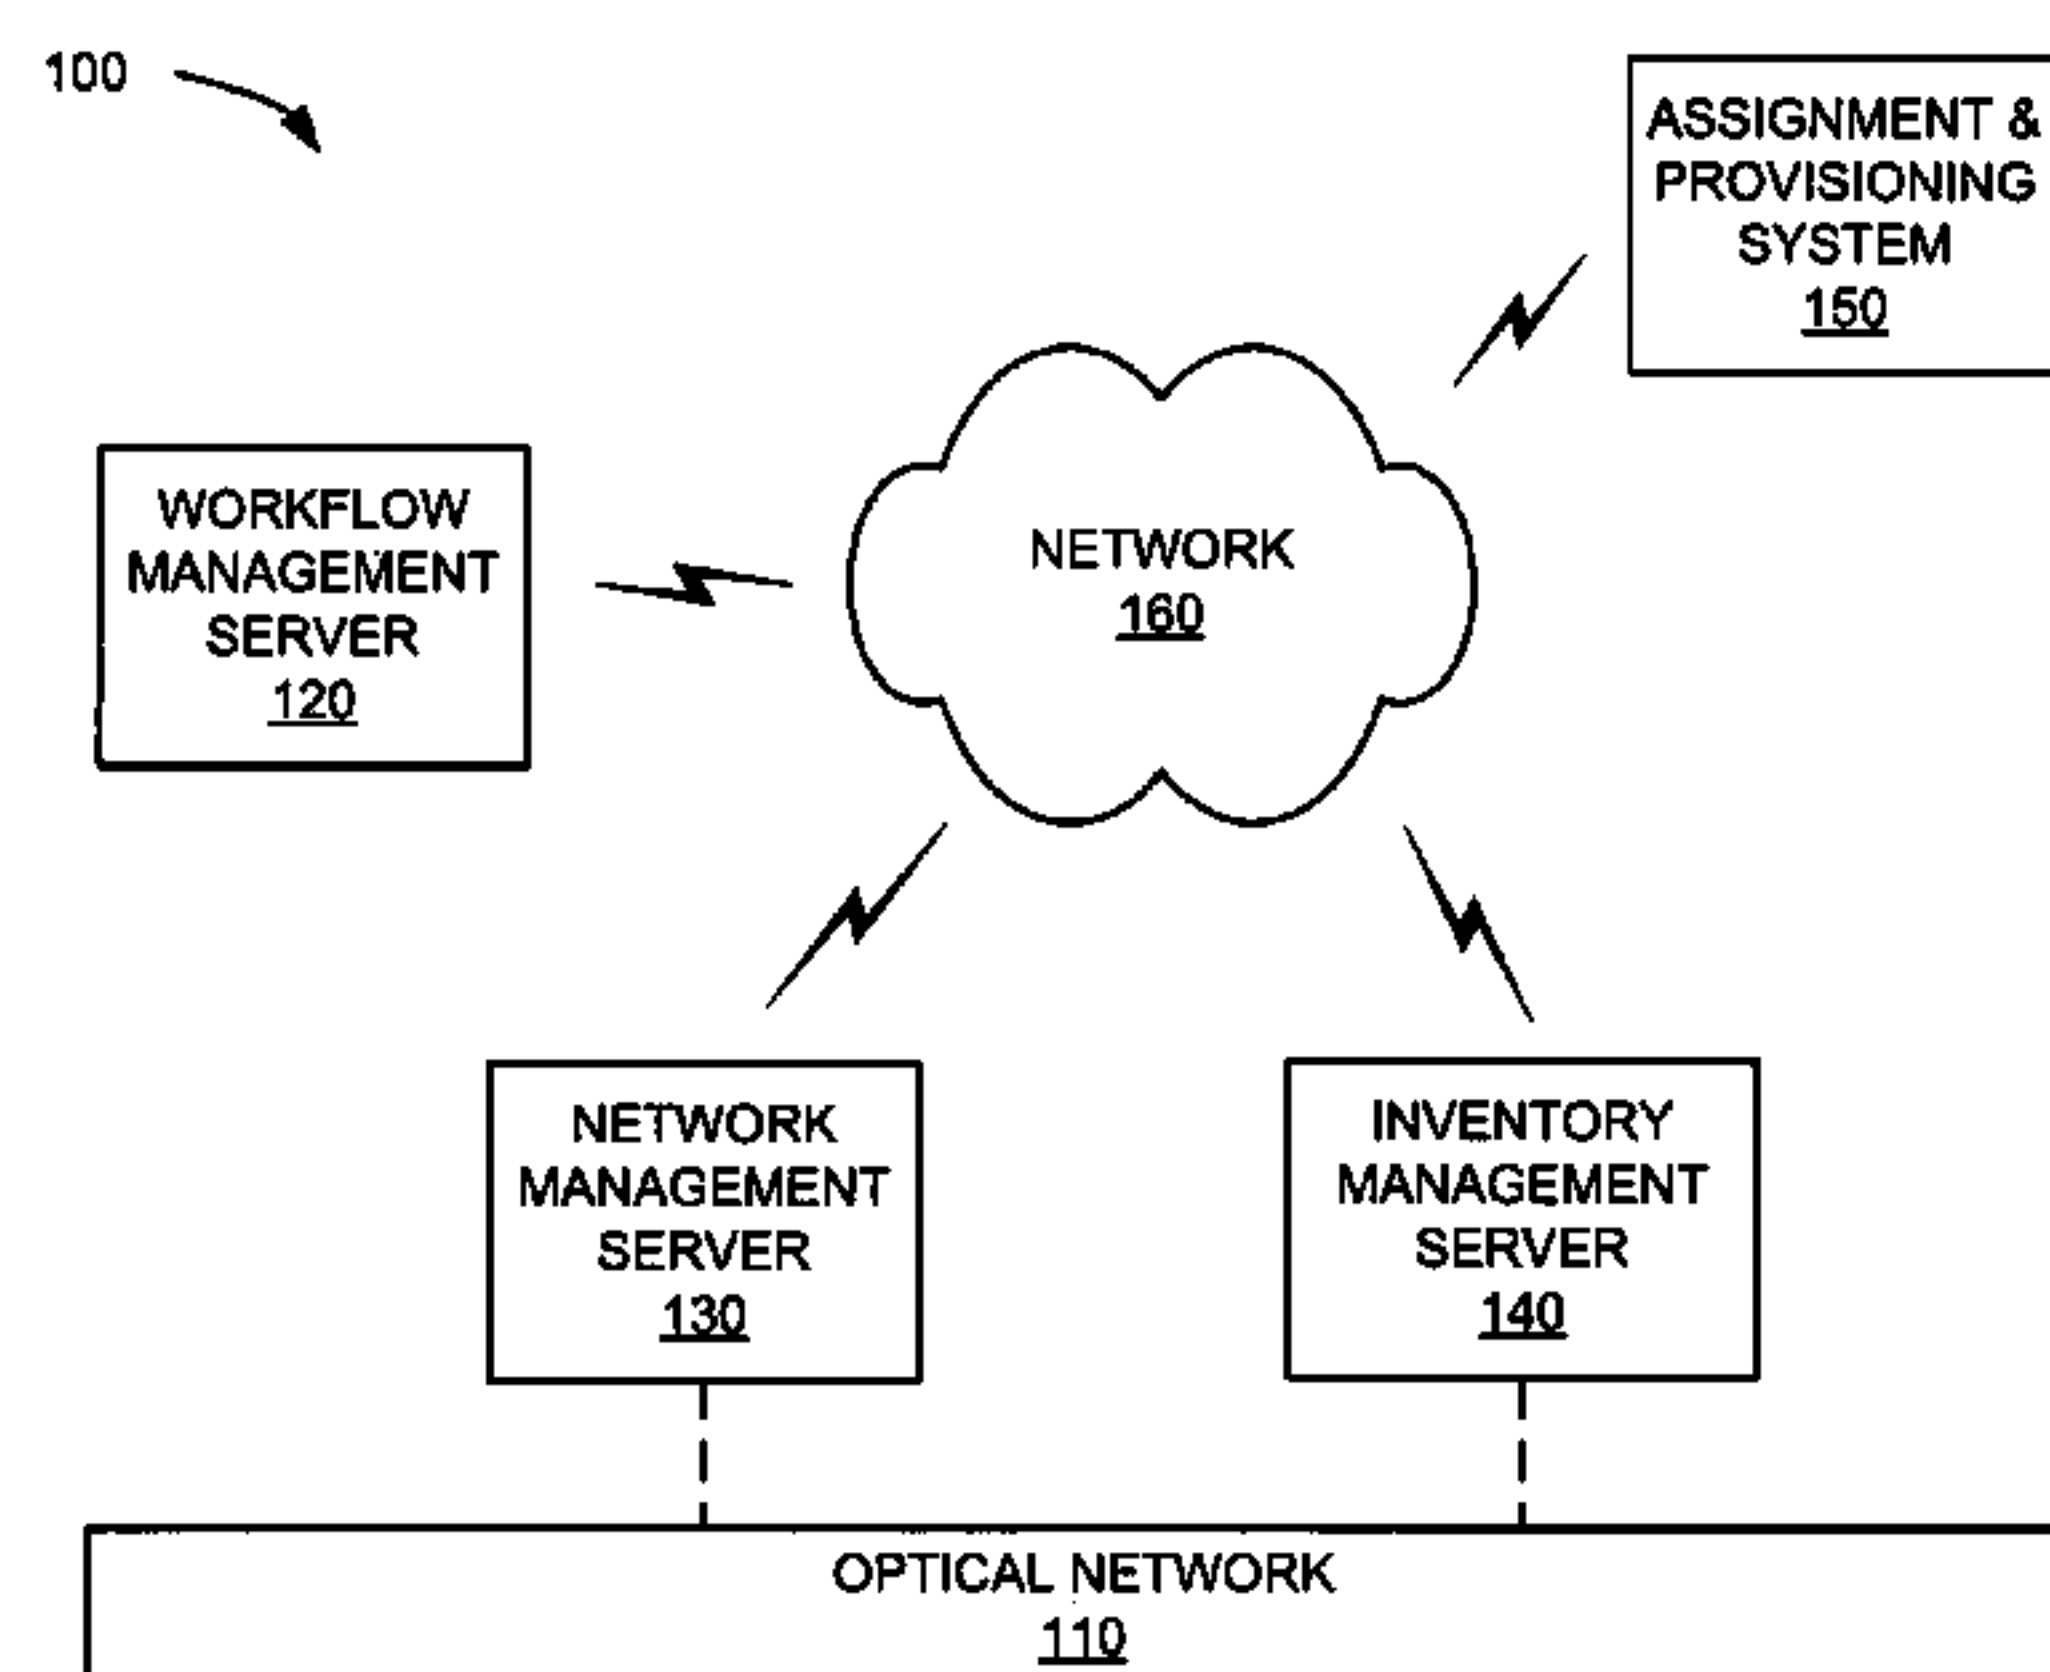 100
ASSIGNMENT &
PROVISIONING
SYSTEM
150
WORKFLOW
MANAGEMENT
SERVER
120
NETWORK
160
NETWORK
MANAGEMENT
SERVER
130
INVENTORY
MANAGEMENT
SERVER
140
OPTICAL NETWORK
110